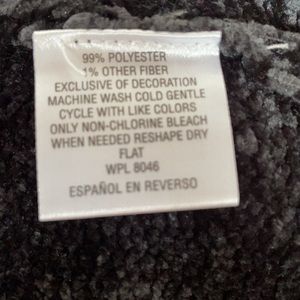 99% POLYESTER
1% OTHER FIBER
EXCLUSIVE OF DECORATION
MACHINE WASH COLD GENTLE
CYCLE WITH LIKE COLORS
ONLY NON-CHLORINE BLEACH
WHEN NEEDED RESHAPE DRY
FLAT
WPL 8046
ESPAÑOL EN REVERSO